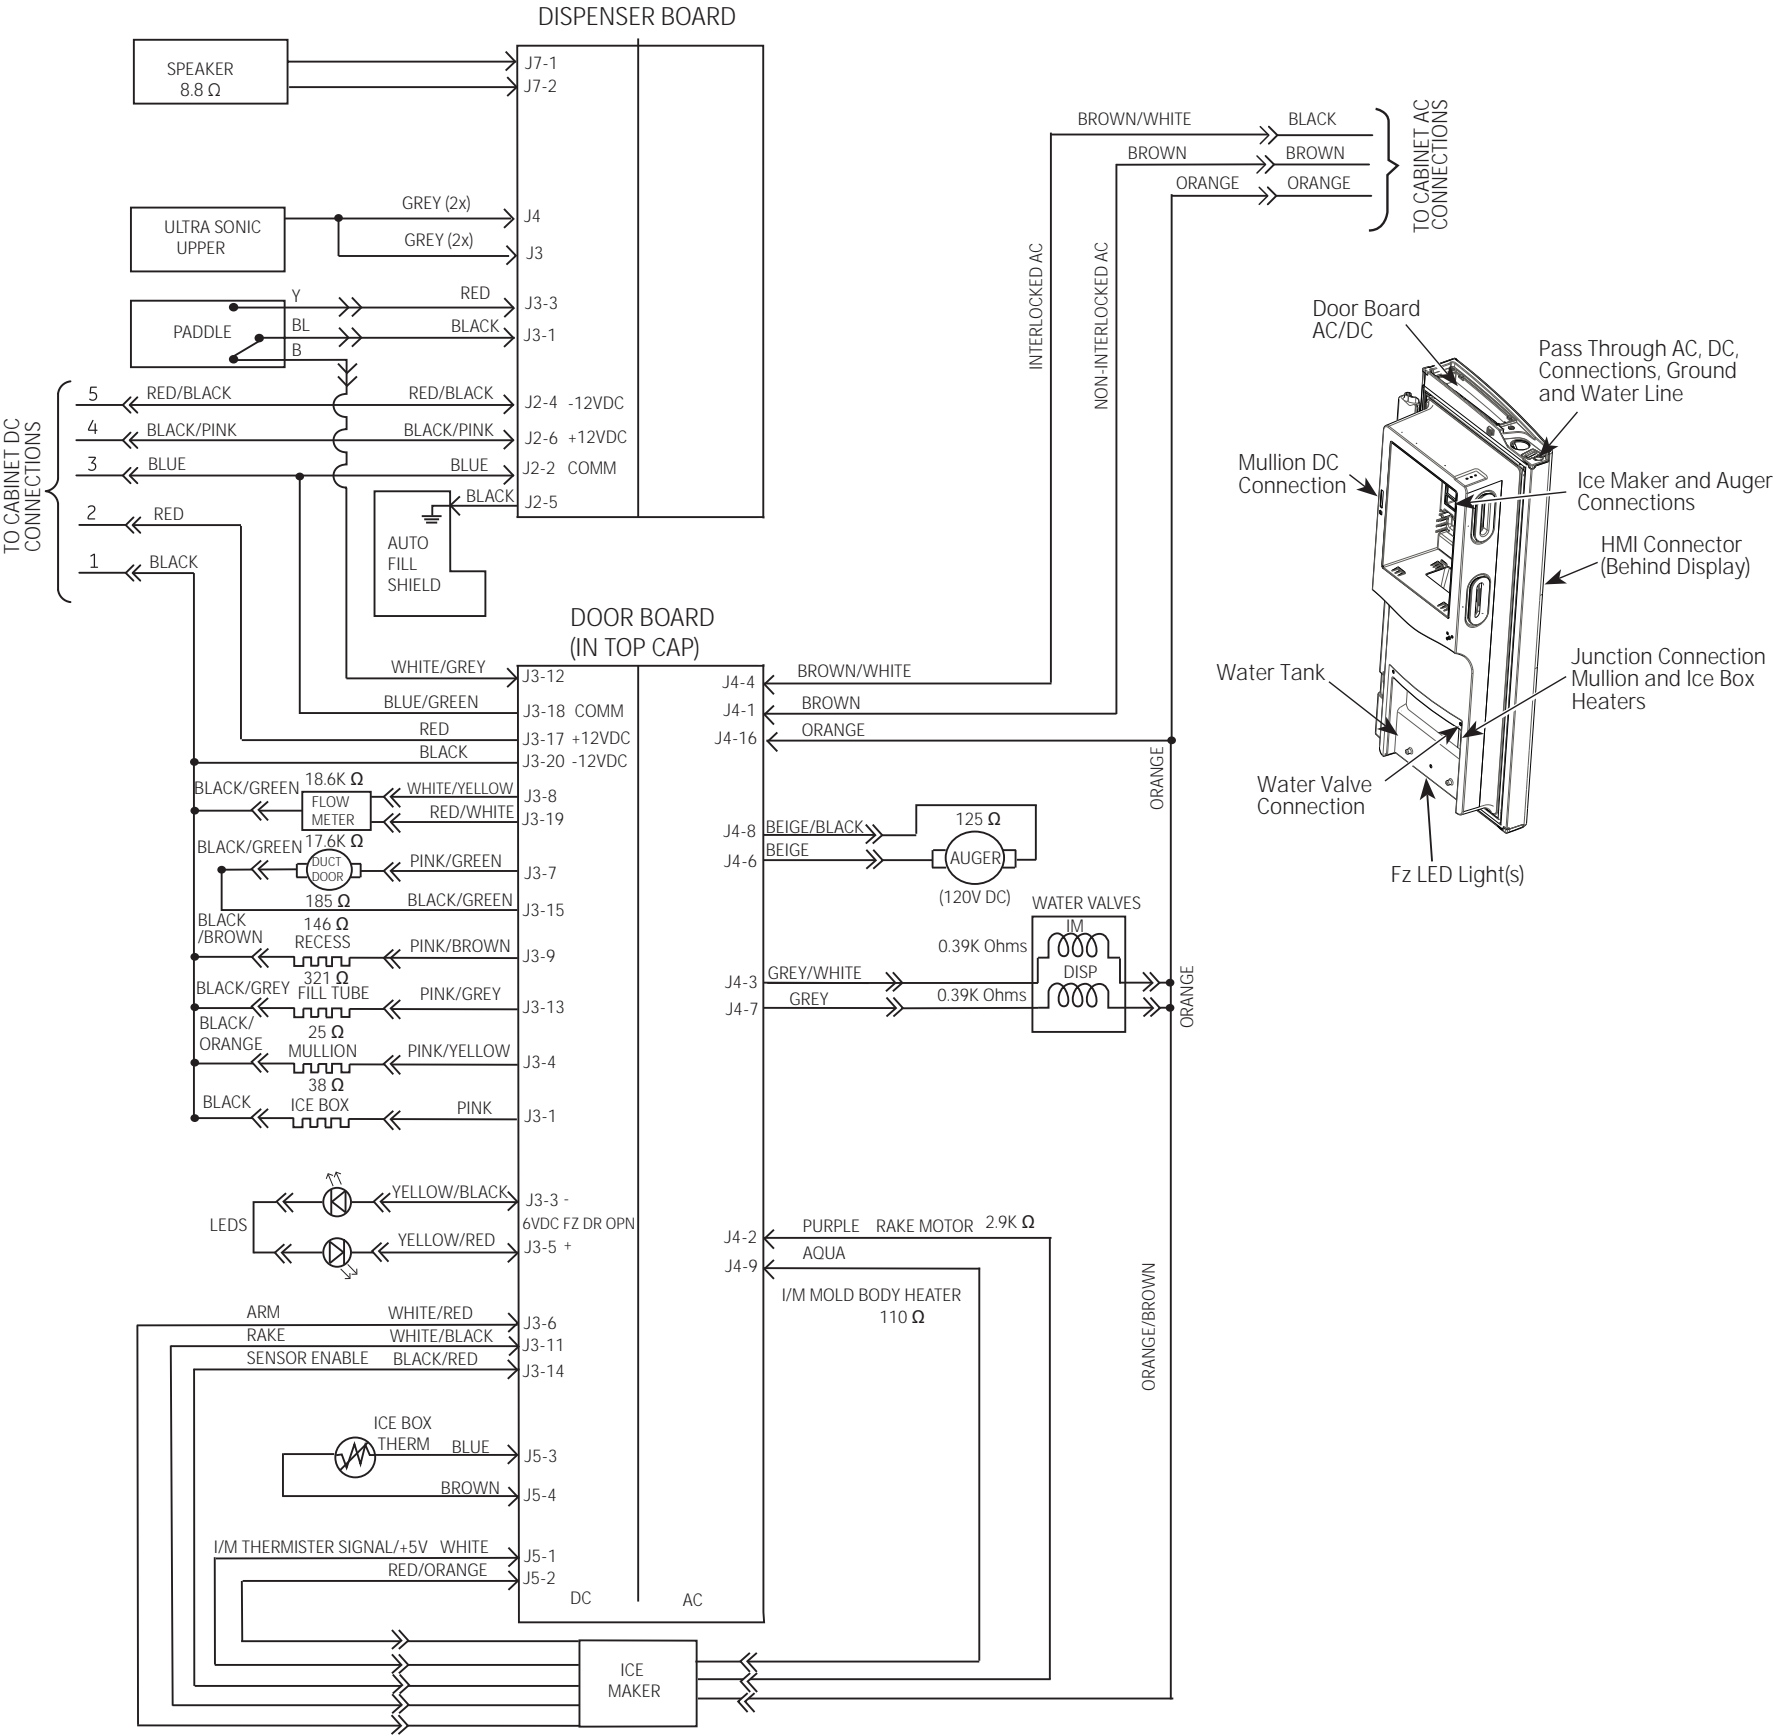 DISPENSER BOARD
SPEAKER
8.8 Ω
J7-1
J7-2
ULTRA SONIC
UPPER
GREY (2x)
J4
GREY (2x)
J3
PADDLE
Y
RED
J3-3
BL
BLACK
J3-1
B
TO CABINET DC
CONNECTIONS
5
RED/BLACK
RED/BLACK
J2-4 -12VDC
4
BLACK/PINK
BLACK/PINK
J2-6 +12VDC
3
BLUE
BLUE
J2-2 COMM
BLACK
J2-5
2
RED
1
BLACK
AUTO
FILL
SHIELD
BROWN/WHITE
BLACK
BROWN
BROWN
ORANGE
ORANGE
TO CABINET AC
CONNECTIONS
INTERLOCKED AC
NON-INTERLOCKED AC
DOOR BOARD
(IN TOP CAP)
WHITE/GREY
J3-12
BLUE/GREEN
J3-18 COMM
RED
J3-17 +12VDC
BLACK
J3-20 -12VDC
BLACK/GREEN
18.6K Ω
FLOW
METER
WHITE/YELLOW
J3-8
RED/WHITE
J3-19
17.6K Ω
BLACK/GREEN
DUCT
DOOR
PINK/GREEN
J3-7
185 Ω
BLACK/GREEN
J3-15
BLACK
/BROWN
146 Ω
RECESS
PINK/BROWN
J3-9
321 Ω
BLACK/GREY
FILL TUBE
PINK/GREY
J3-13
BLACK/
ORANGE
25 Ω
MULLION
PINK/YELLOW
J3-4
38 Ω
BLACK
ICE BOX
PINK
J3-1
LEDS
YELLOW/BLACK
J3-3 -
6VDC FZ DR OPN
YELLOW/RED
J3-5 +
ARM
WHITE/RED
J3-6
RAKE
WHITE/BLACK
J3-11
SENSOR ENABLE
BLACK/RED
J3-14
ICE BOX
THERM
BLUE
J5-3
BROWN
J5-4
I/M THERMISTER SIGNAL/+5V
WHITE
J5-1
RED/ORANGE
J5-2
DC
AC
ICE
MAKER
J4-4
BROWN/WHITE
J4-1
BROWN
J4-16
ORANGE
ORANGE
J4-8
BEIGE/BLACK
J4-6
BEIGE
125 Ω
AUGER
(120V DC)
WATER VALVES
IM
0.39K Ohms
DISP
0.39K Ohms
J4-3
GREY/WHITE
J4-7
GREY
ORANGE
J4-2
PURPLE
RAKE MOTOR
2.9K Ω
J4-9
AQUA
I/M MOLD BODY HEATER
110 Ω
ORANGE/BROWN
Door Board
AC/DC
Pass Through AC, DC,
Connections, Ground
and Water Line
Mullion DC
Connection
Ice Maker and Auger
Connections
HMI Connector
(Behind Display)
Water Tank
Junction Connection
Mullion and Ice Box
Heaters
Water Valve
Connection
Fz LED Light(s)